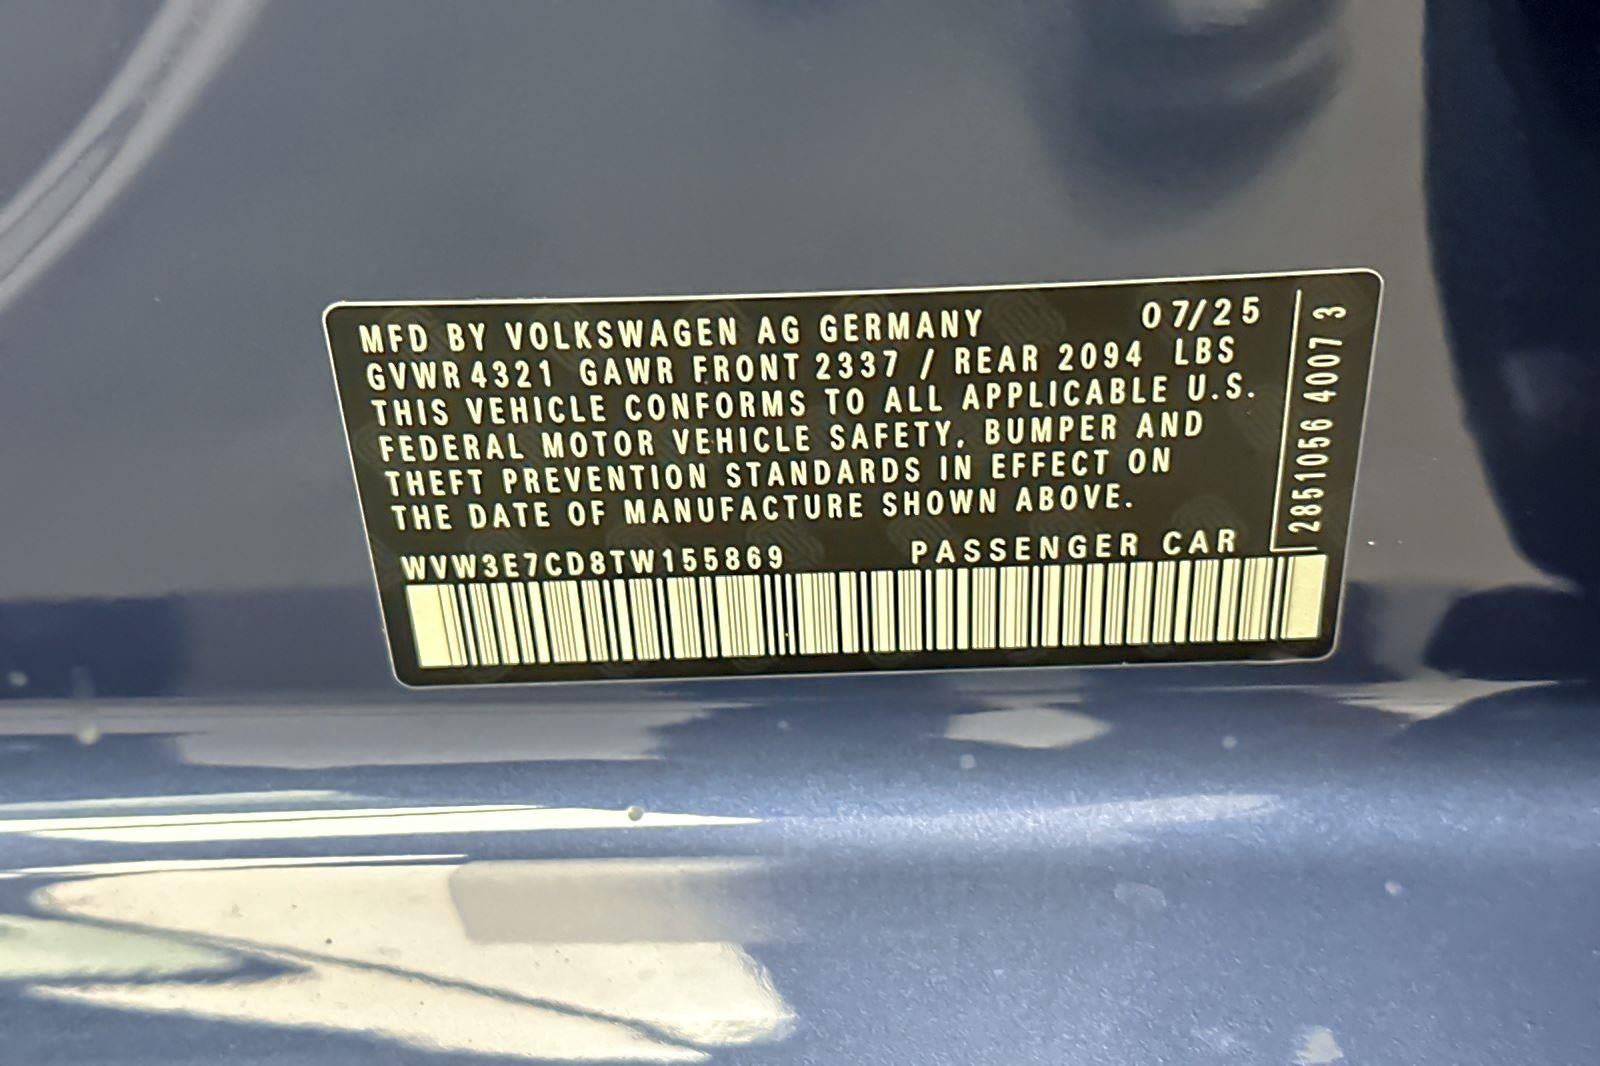 MFD BY VOLKSWAGEN AG GERMANY 07/25
GVWR 4321 GAWR FRONT 2337 / REAR 2094 LBS
THIS VEHICLE CONFORMS TO ALL APPLICABLE U.S.
FEDERAL MOTOR VEHICLE SAFETY, BUMPER AND
THEFT PREVENTION STANDARDS IN EFFECT ON
THE DATE OF MANUFACTURE SHOWN ABOVE.
WVW3E7CD8TW155869 PASSENGER CAR
2851056 4007 3